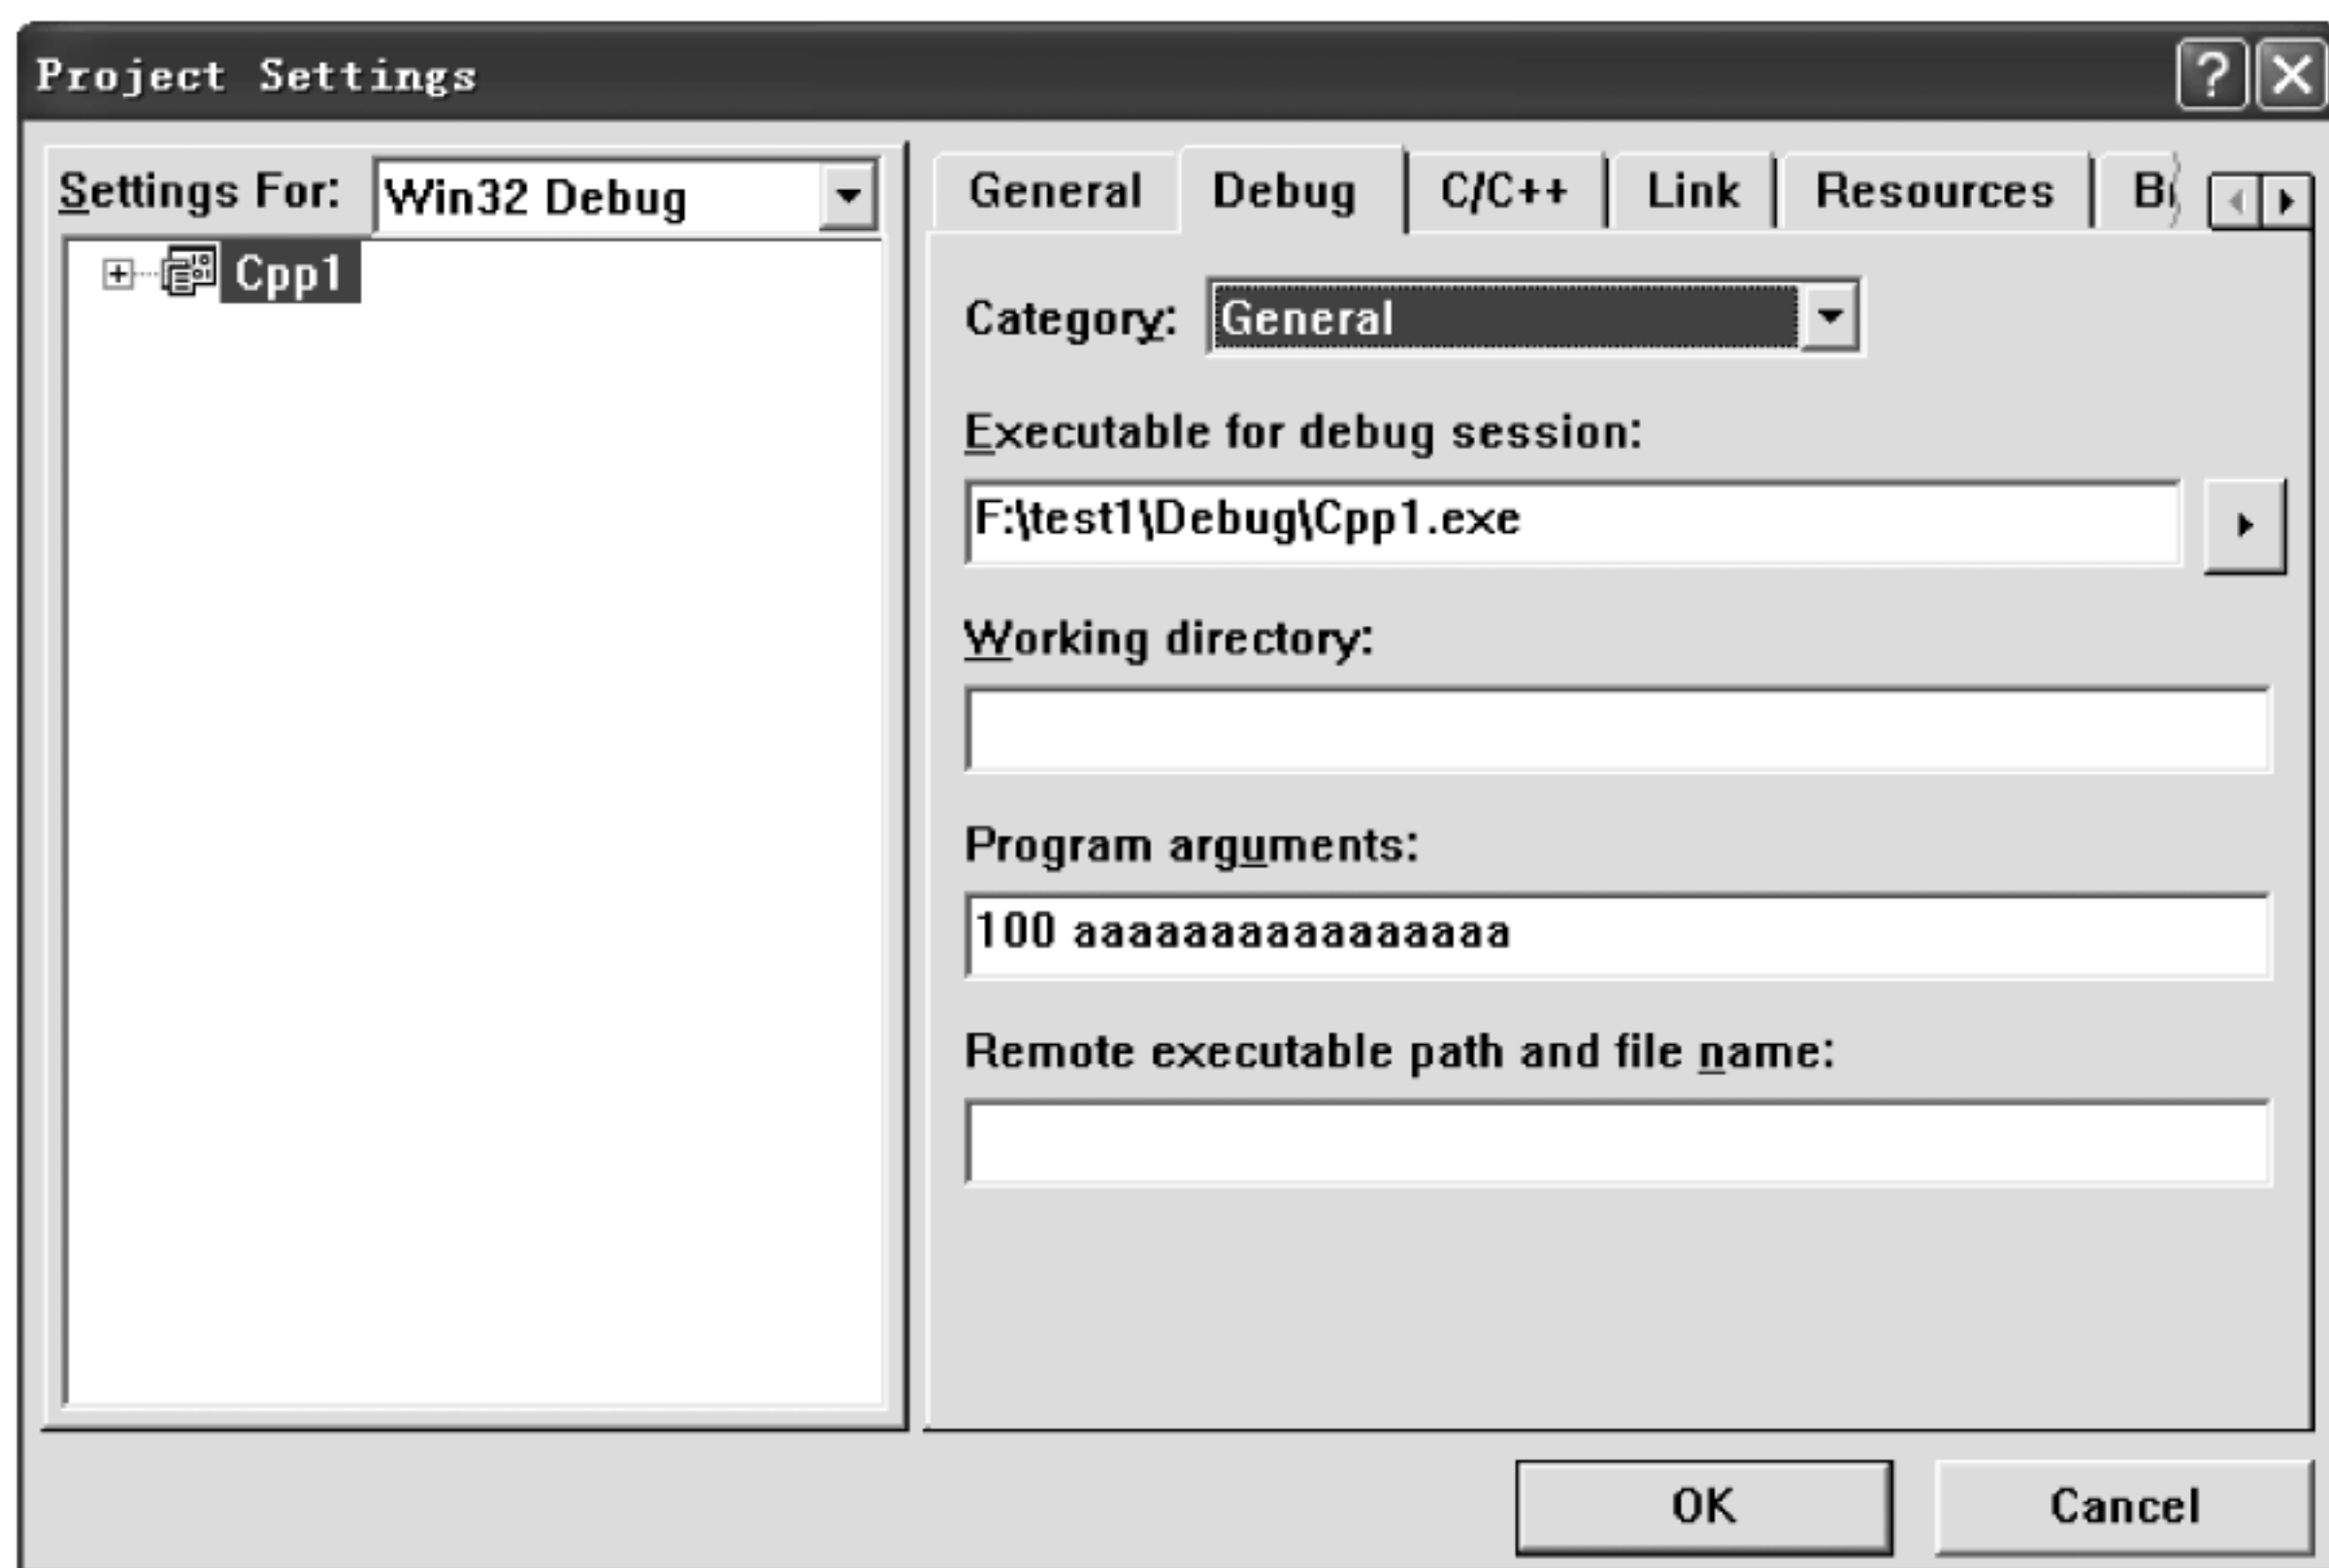 Project Settings
Settings For: Win32 Debug
Cpp1
General Debug C/C++ Link Resources
Category: General
Executable for debug session:
F:\test1\Debug\Cpp1.exe
Working directory:
Program arguments:
100 aaaaaaaaaaaaaaaa
Remote executable path and file name:
OK Cancel